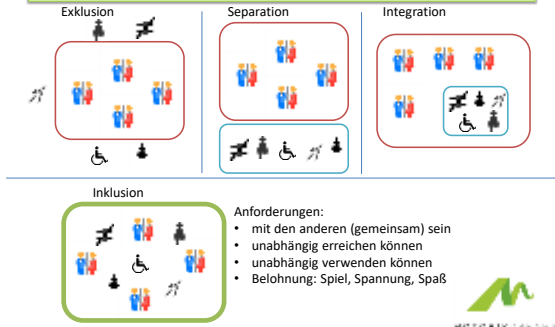 Exklusion
Separation
Integration
Inklusion
Anforderungen:
• mit den anderen (gemeinsam) sein
• unabhängig erreichen können
• unabhängig verwenden können
• Belohnung: Spiel, Spannung, Spaß